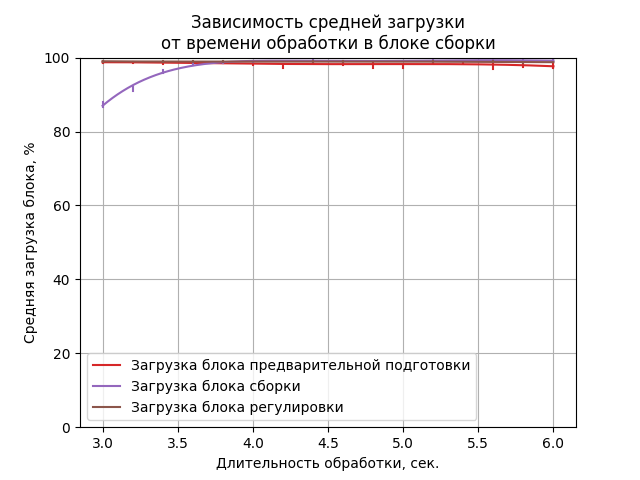 Зависимость средней загрузки
от времени обработки в блоке сборки
Средняя загрузка блока, %
100
80
60
40
20
0
Загрузка блока предварительной подготовки
Загрузка блока сборки
Загрузка блока регулировки
3.0 3.5 4.0 4.5 5.0 5.5 6.0
Длительность обработки, сек.